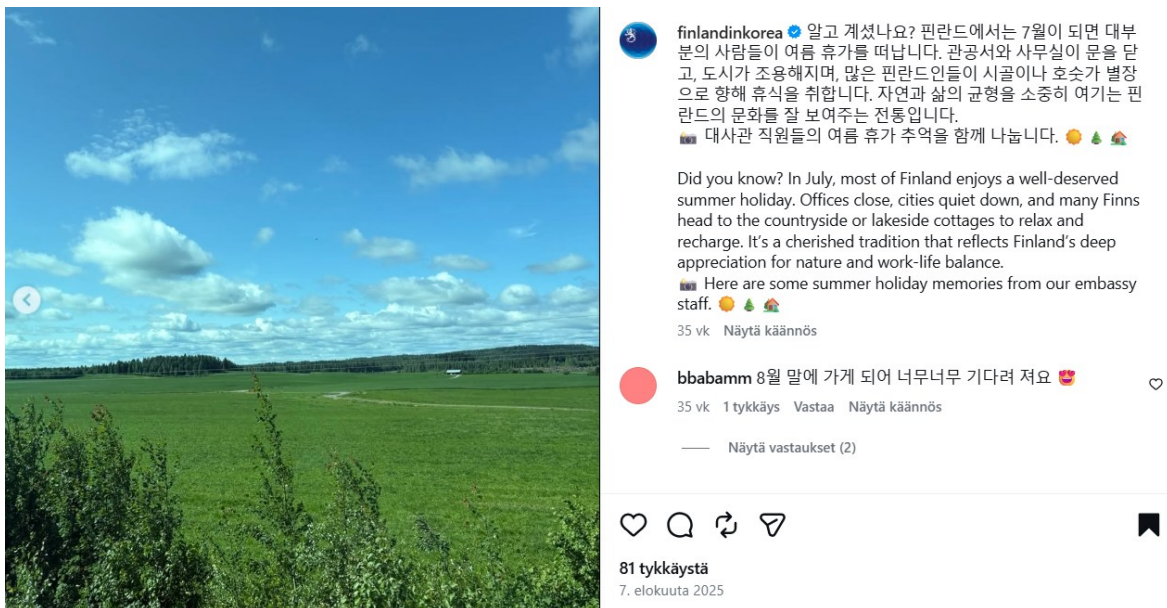 finlandinkorea 알고 계셨나요? 핀란드에서는 7월이 되면 대부
분의 사람들이 여름 휴가를 떠납니다. 관공서와 사무실이 문을 닫
고, 도시가 조용해지며, 많은 핀란드인들이 시골이나 호숫가 별장
으로 향해 휴식을 취합니다. 자연과 삶의 균형을 소중히 여기는 핀
란드의 문화를 잘 보여주는 전통입니다.
📸 대사관 직원들의 여름 휴가 추억을 함께 나눕니다. 🌞 🌲 🏡
Did you know? In July, most of Finland enjoys a well-deserved
summer holiday. Offices close, cities quiet down, and many Finns
head to the countryside or lakeside cottages to relax and
recharge. It's a cherished tradition that reflects Finland's deep
appreciation for nature and work-life balance.
📸 Here are some summer holiday memories from our embassy
staff. 🌞 🌲 🏡
35 vk Näytä käännös
bbabamm 8월 말에 가게 되어 너무너무 기다려 져요 😍
35 vk 1 tykkäys Vastaa Näytä käännös
Näytä vastaukset (2)
81 tykkäystä
7. elokuuta 2025